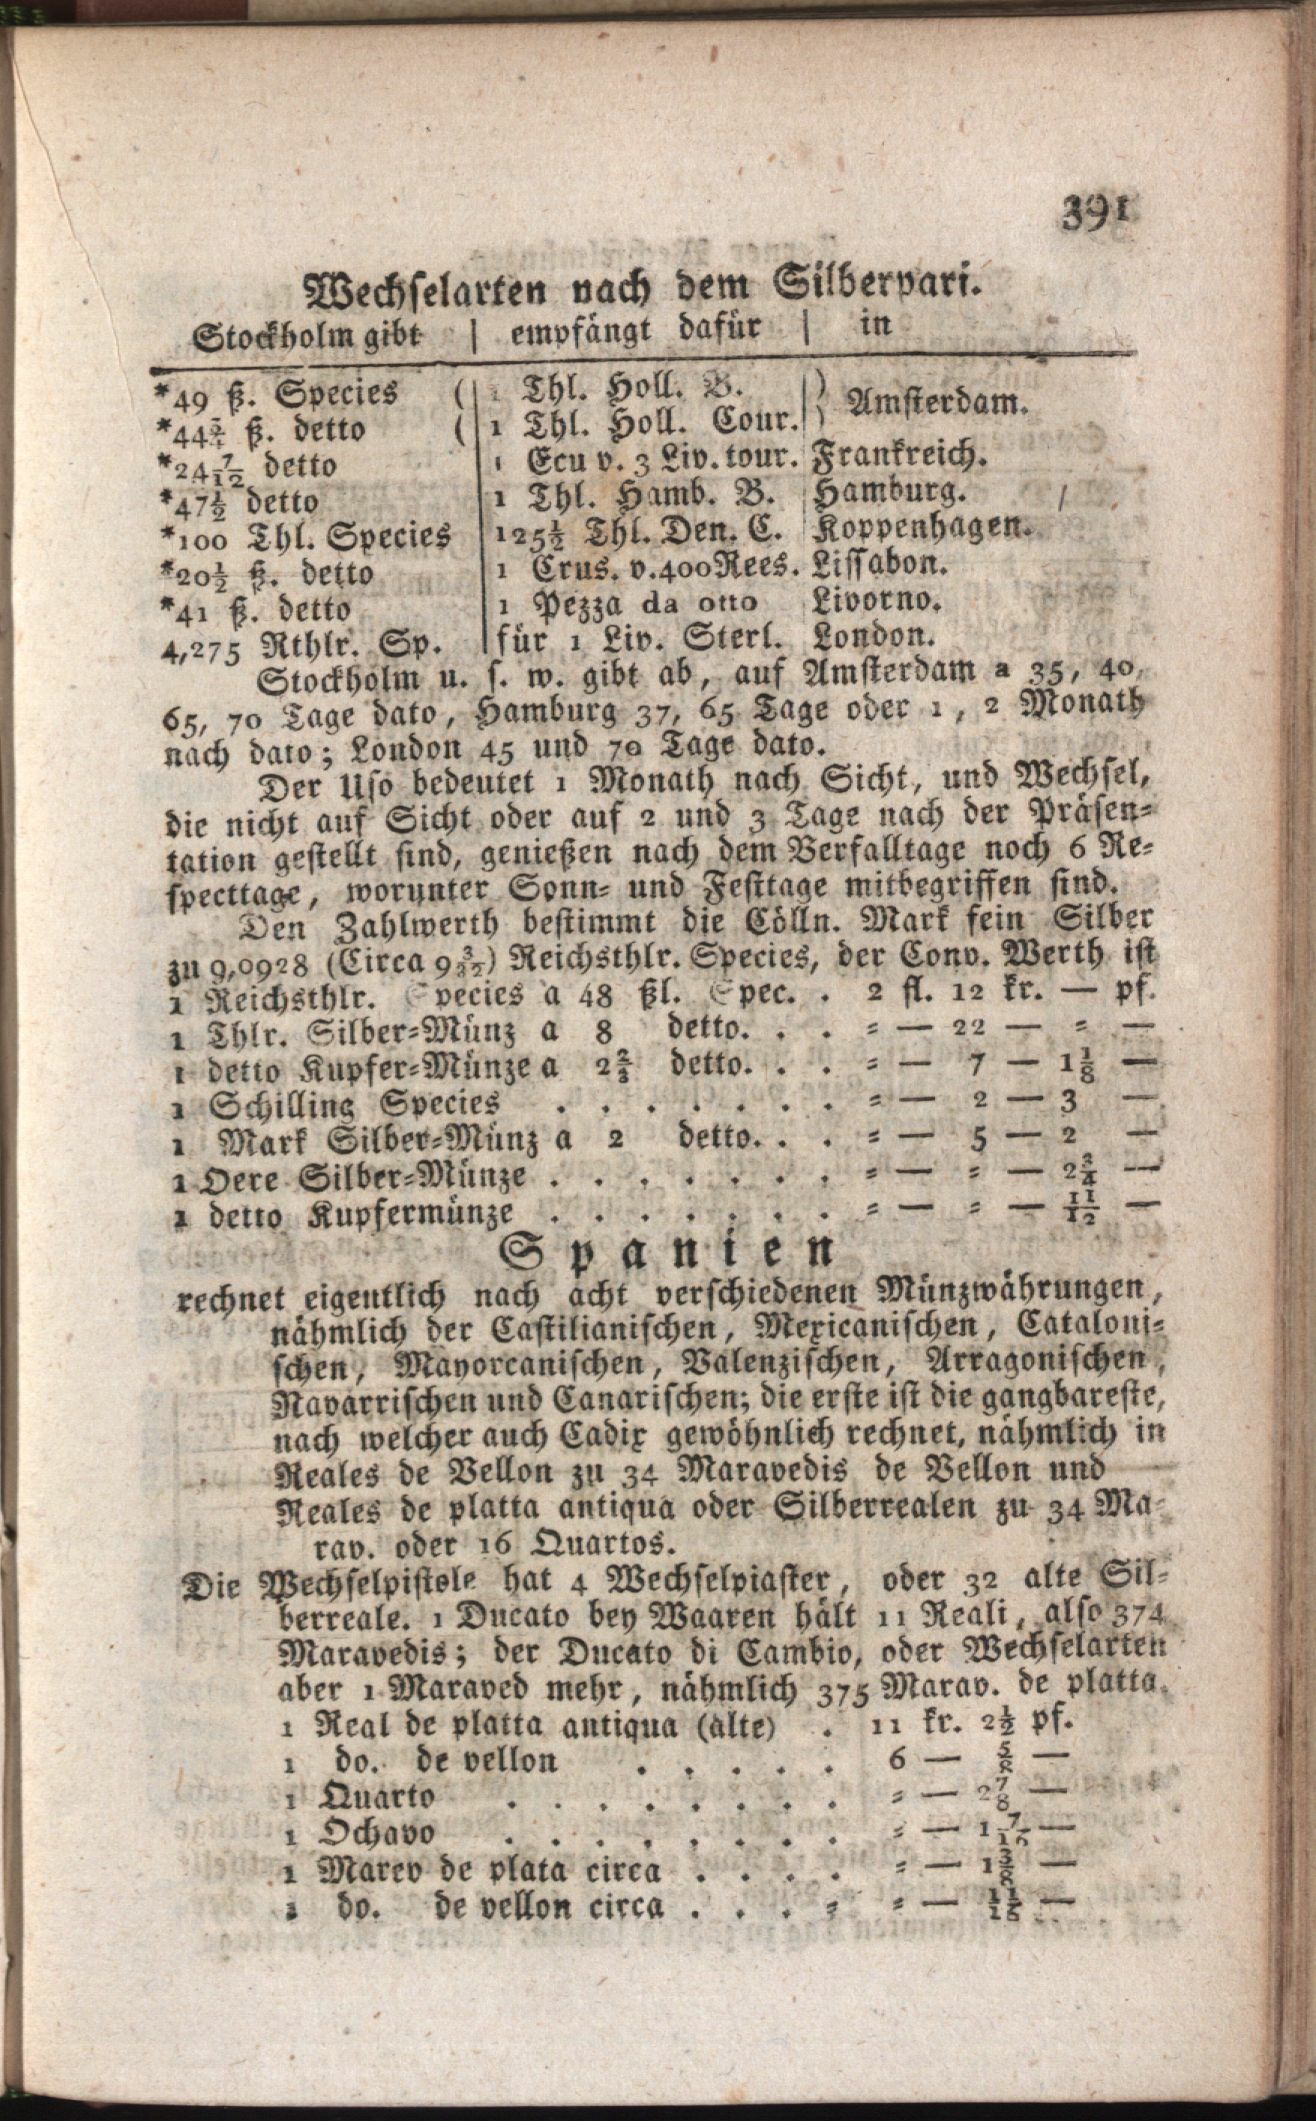 391
Wechselarten nach dem Silberpari.
Stockholm gibt | empfängt dafür | in
*49 ß. Species ( 1 Thl. Holl. B. } Amsterdam.
*44¾ ß. detto ( 1 Thl. Holl. Cour. }
*24 7/12 detto 1 Ecu v. 3 Liv. tour. Frankreich.
*47½ detto 1 Thl. Hamb. B. Hamburg.
*100 Thl. Species 125½ Thl. Den. C. Koppenhagen.
*20½ ß. detto 1 Crus. v. 400 Rees. Lissabon.
*41 ß. detto 1 Pezza da otto Livorno.
4,275 Rthlr. Sp. für 1 Liv. Sterl. London.
Stockholm u. s. w. gibt ab, auf Amsterdam a 35, 40,
65, 70 Tage dato, Hamburg 37, 65 Tage oder 1, 2 Monath
nach dato; London 45 und 70 Tage dato.
Der Uso bedeutet 1 Monath nach Sicht, und Wechsel,
die nicht auf Sicht oder auf 2 und 3 Tage nach der Präsen-
tation gestellt sind, genießen nach dem Verfalltage noch 6 Re-
specttage, worunter Sonn- und Festtage mitbegriffen sind.
Den Zahlwerth bestimmt die Cölln. Mark fein Silber
zu 9,0928 (Circa 9 3/32) Reichsthlr. Species, der Conv. Werth ist
1 Reichsthlr. Species a 48 ßl. Spec. . 2 fl. 12 kr. — pf.
1 Thlr. Silber-Münz a 8 detto. . . = — 22 — = —
1 detto Kupfer-Münze a 2⅔ detto. . . = — 7 — 1⅛ —
1 Schilling Species . . . . . . . = — 2 — 3 —
1 Mark Silber-Münz a 2 detto. . . = — 5 — 2 —
1 Oere Silber-Münze . . . . . . . = — = — 2¾ —
1 detto Kupfermünze . . . . . . . = — = — 11/12 —
Spanien
rechnet eigentlich nach acht verschiedenen Münzwährungen,
nähmlich der Castilianischen, Mexicanischen, Cataloni-
schen, Mayorcanischen, Valenzischen, Arragonischen,
Navarrischen und Canarischen; die erste ist die gangbareste,
nach welcher auch Cadix gewöhnlich rechnet, nähmlich in
Reales de Vellon zu 34 Maravedis de Vellon und
Reales de platta antiqua oder Silberrealen zu 34 Ma-
rav. oder 16 Quartos.
Die Wechselpistole hat 4 Wechselpiaster, oder 32 alte Sil-
berreale. 1 Ducato bey Waaren hält 11 Reali, also 374
Maravedis; der Ducato di Cambio, oder Wechselarten
aber 1 Maraved mehr, nähmlich 375 Marav. de platta.
1 Real de platta antiqua (alte) . 11 kr. 2½ pf.
1 do. de vellon . . . . . 6 — ⅝ —
1 Quarto . . . . . . . . = — 2⅞ —
1 Ochavo . . . . . . . . = — 1 7/16 —
1 Marev de plata circa . . . . = — 1⅜ —
1 do. de vellon circa . . . = = — —